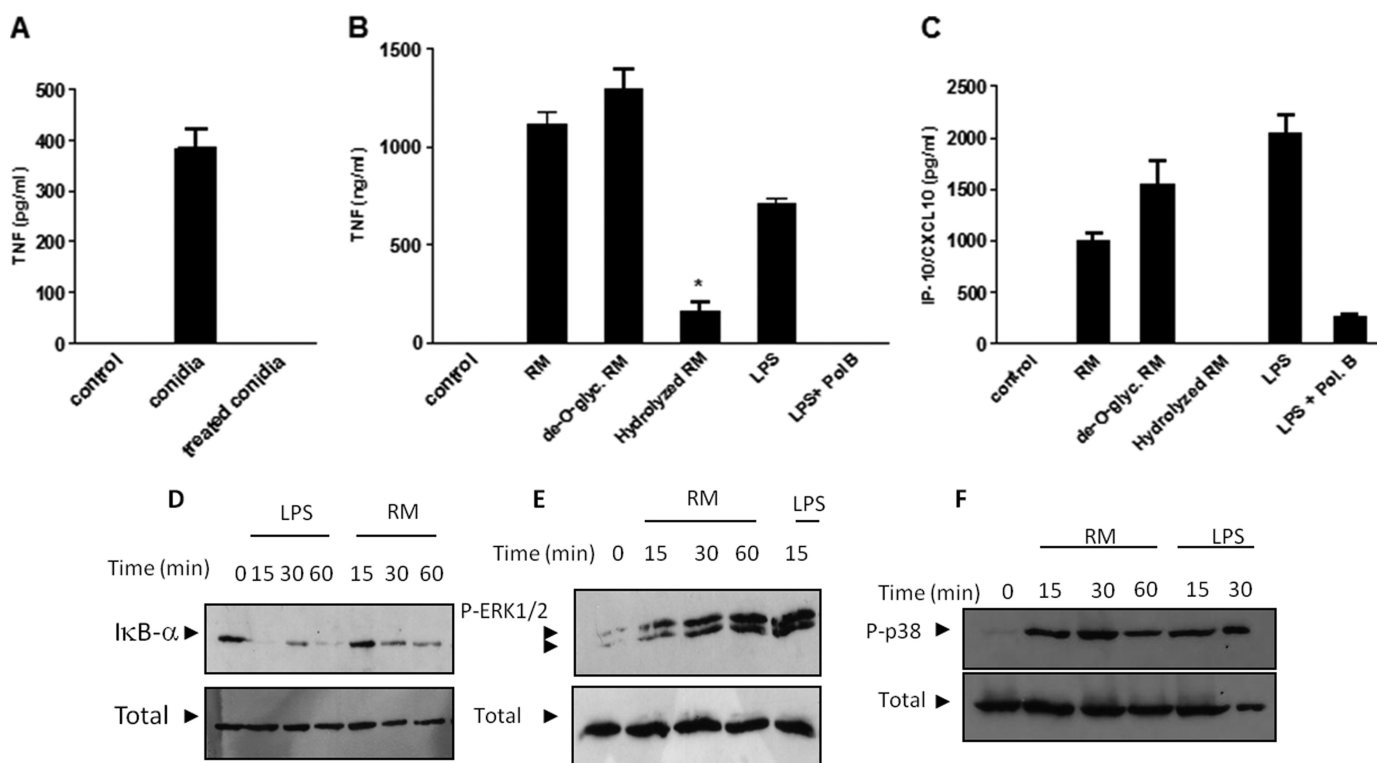 A
TNF (pg/ml)
500
400
300
200
100
0
control
conidia
treated conidia
B
TNF (ng/ml)
1500
1000
500
0
*
control
RM
de-O-glyc. RM
Hydrolyzed RM
LPS
LPS+ Pol B
C
IP-10/CXCL10 (pg/ml)
2500
2000
1500
1000
500
0
control
RM
de-O-glyc. RM
Hydrolyzed RM
LPS
LPS + Pol. B
D
LPS RM
Time (min) 0 15 30 60 15 30 60
IκB-α
Total
E
RM LPS
Time (min) 0 15 30 60 15
P-ERK1/2
Total
F
RM LPS
Time (min) 0 15 30 60 15 30
P-p38
Total